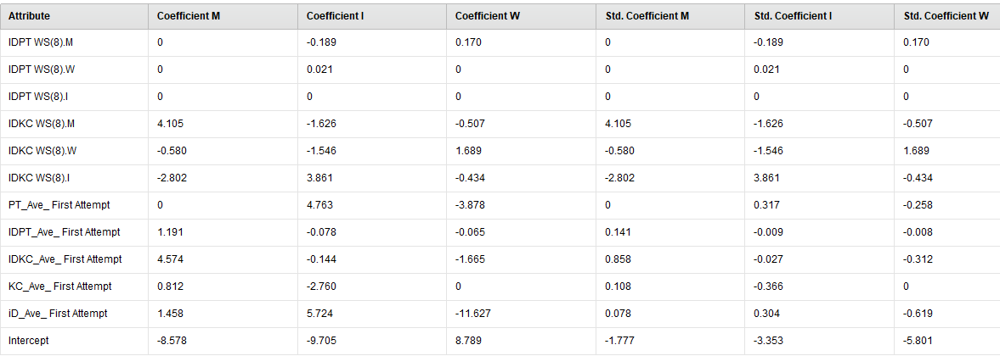 Attribute Coefficient M Coefficient I Coefficient W Std. Coefficient M Std. Coefficient I Std. Coefficient W
IDPT WS(8).M 0 -0.189 0.170 0 -0.189 0.170
IDPT WS(8).W 0 0.021 0 0 0.021 0
IDPT WS(8).I 0 0 0 0 0 0
IDKC WS(8).M 4.105 -1.626 -0.507 4.105 -1.626 -0.507
IDKC WS(8).W -0.580 -1.546 1.689 -0.580 -1.546 1.689
IDKC WS(8).I -2.802 3.861 -0.434 -2.802 3.861 -0.434
PT_Ave_ First Attempt 0 4.763 -3.878 0 0.317 -0.258
IDPT_Ave_ First Attempt 1.191 -0.078 -0.065 0.141 -0.009 -0.008
IDKC_Ave_ First Attempt 4.574 -0.144 -1.665 0.858 -0.027 -0.312
KC_Ave_ First Attempt 0.812 -2.760 0 0.108 -0.366 0
iD_Ave_ First Attempt 1.458 5.724 -11.627 0.078 0.304 -0.619
Intercept -8.578 -9.705 8.789 -1.777 -3.353 -5.801